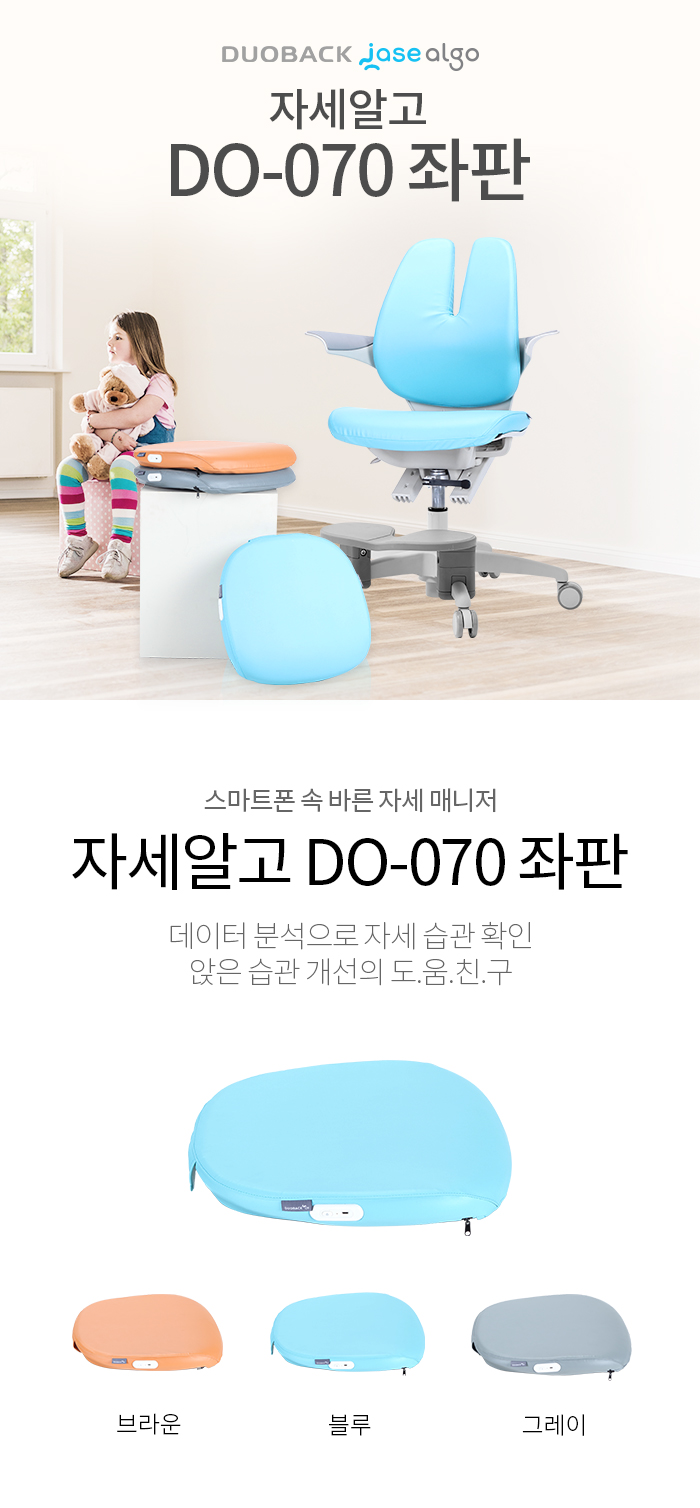 DUOBACK jase algo
자세알고
DO-070 좌판
스마트폰 속 바른 자세 매니저
자세알고 DO-070 좌판
데이터 분석으로 자세 습관 확인
앉은 습관 개선의 도.움.친.구
DUOBACK
브라운
블루
그레이